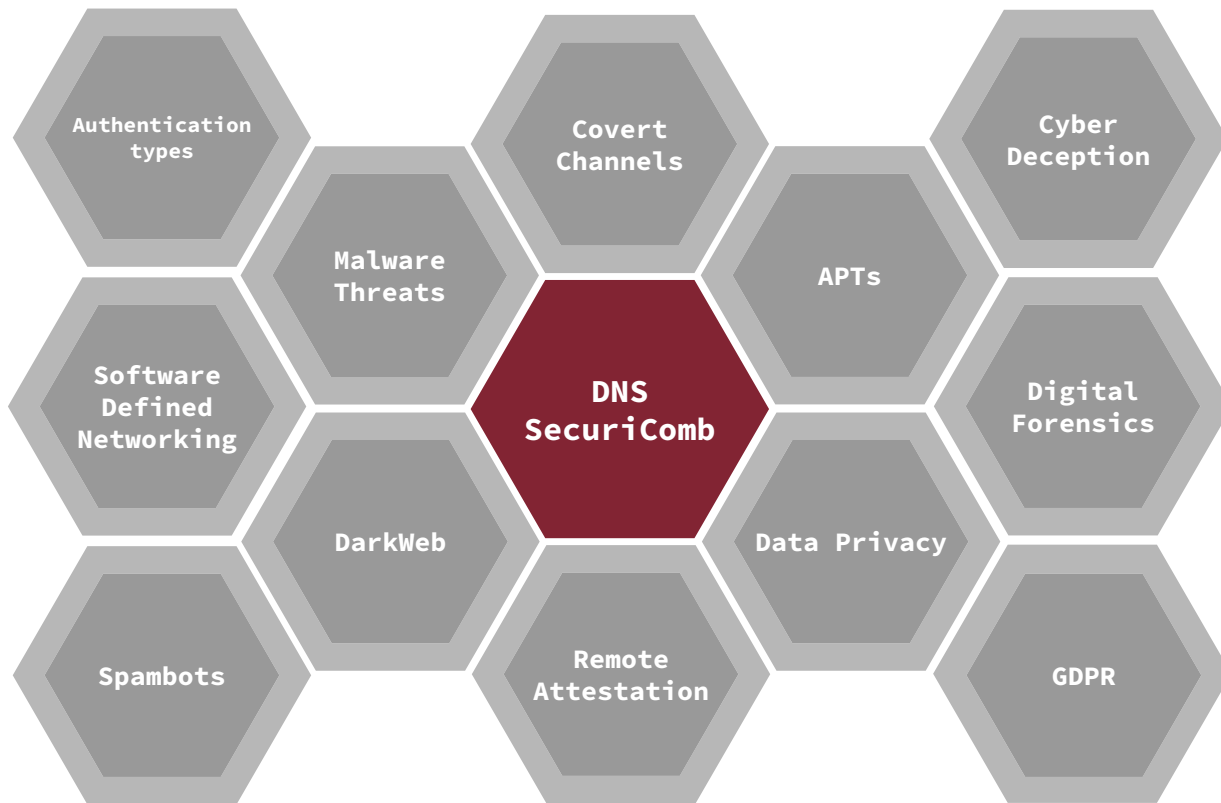 Authentication
types
Covert
Channels
Cyber
Deception
Malware
Threats
APTs
Software
Defined
Networking
DNS
SecuriComb
Digital
Forensics
DarkWeb
Data Privacy
Spambots
Remote
Attestation
GDPR